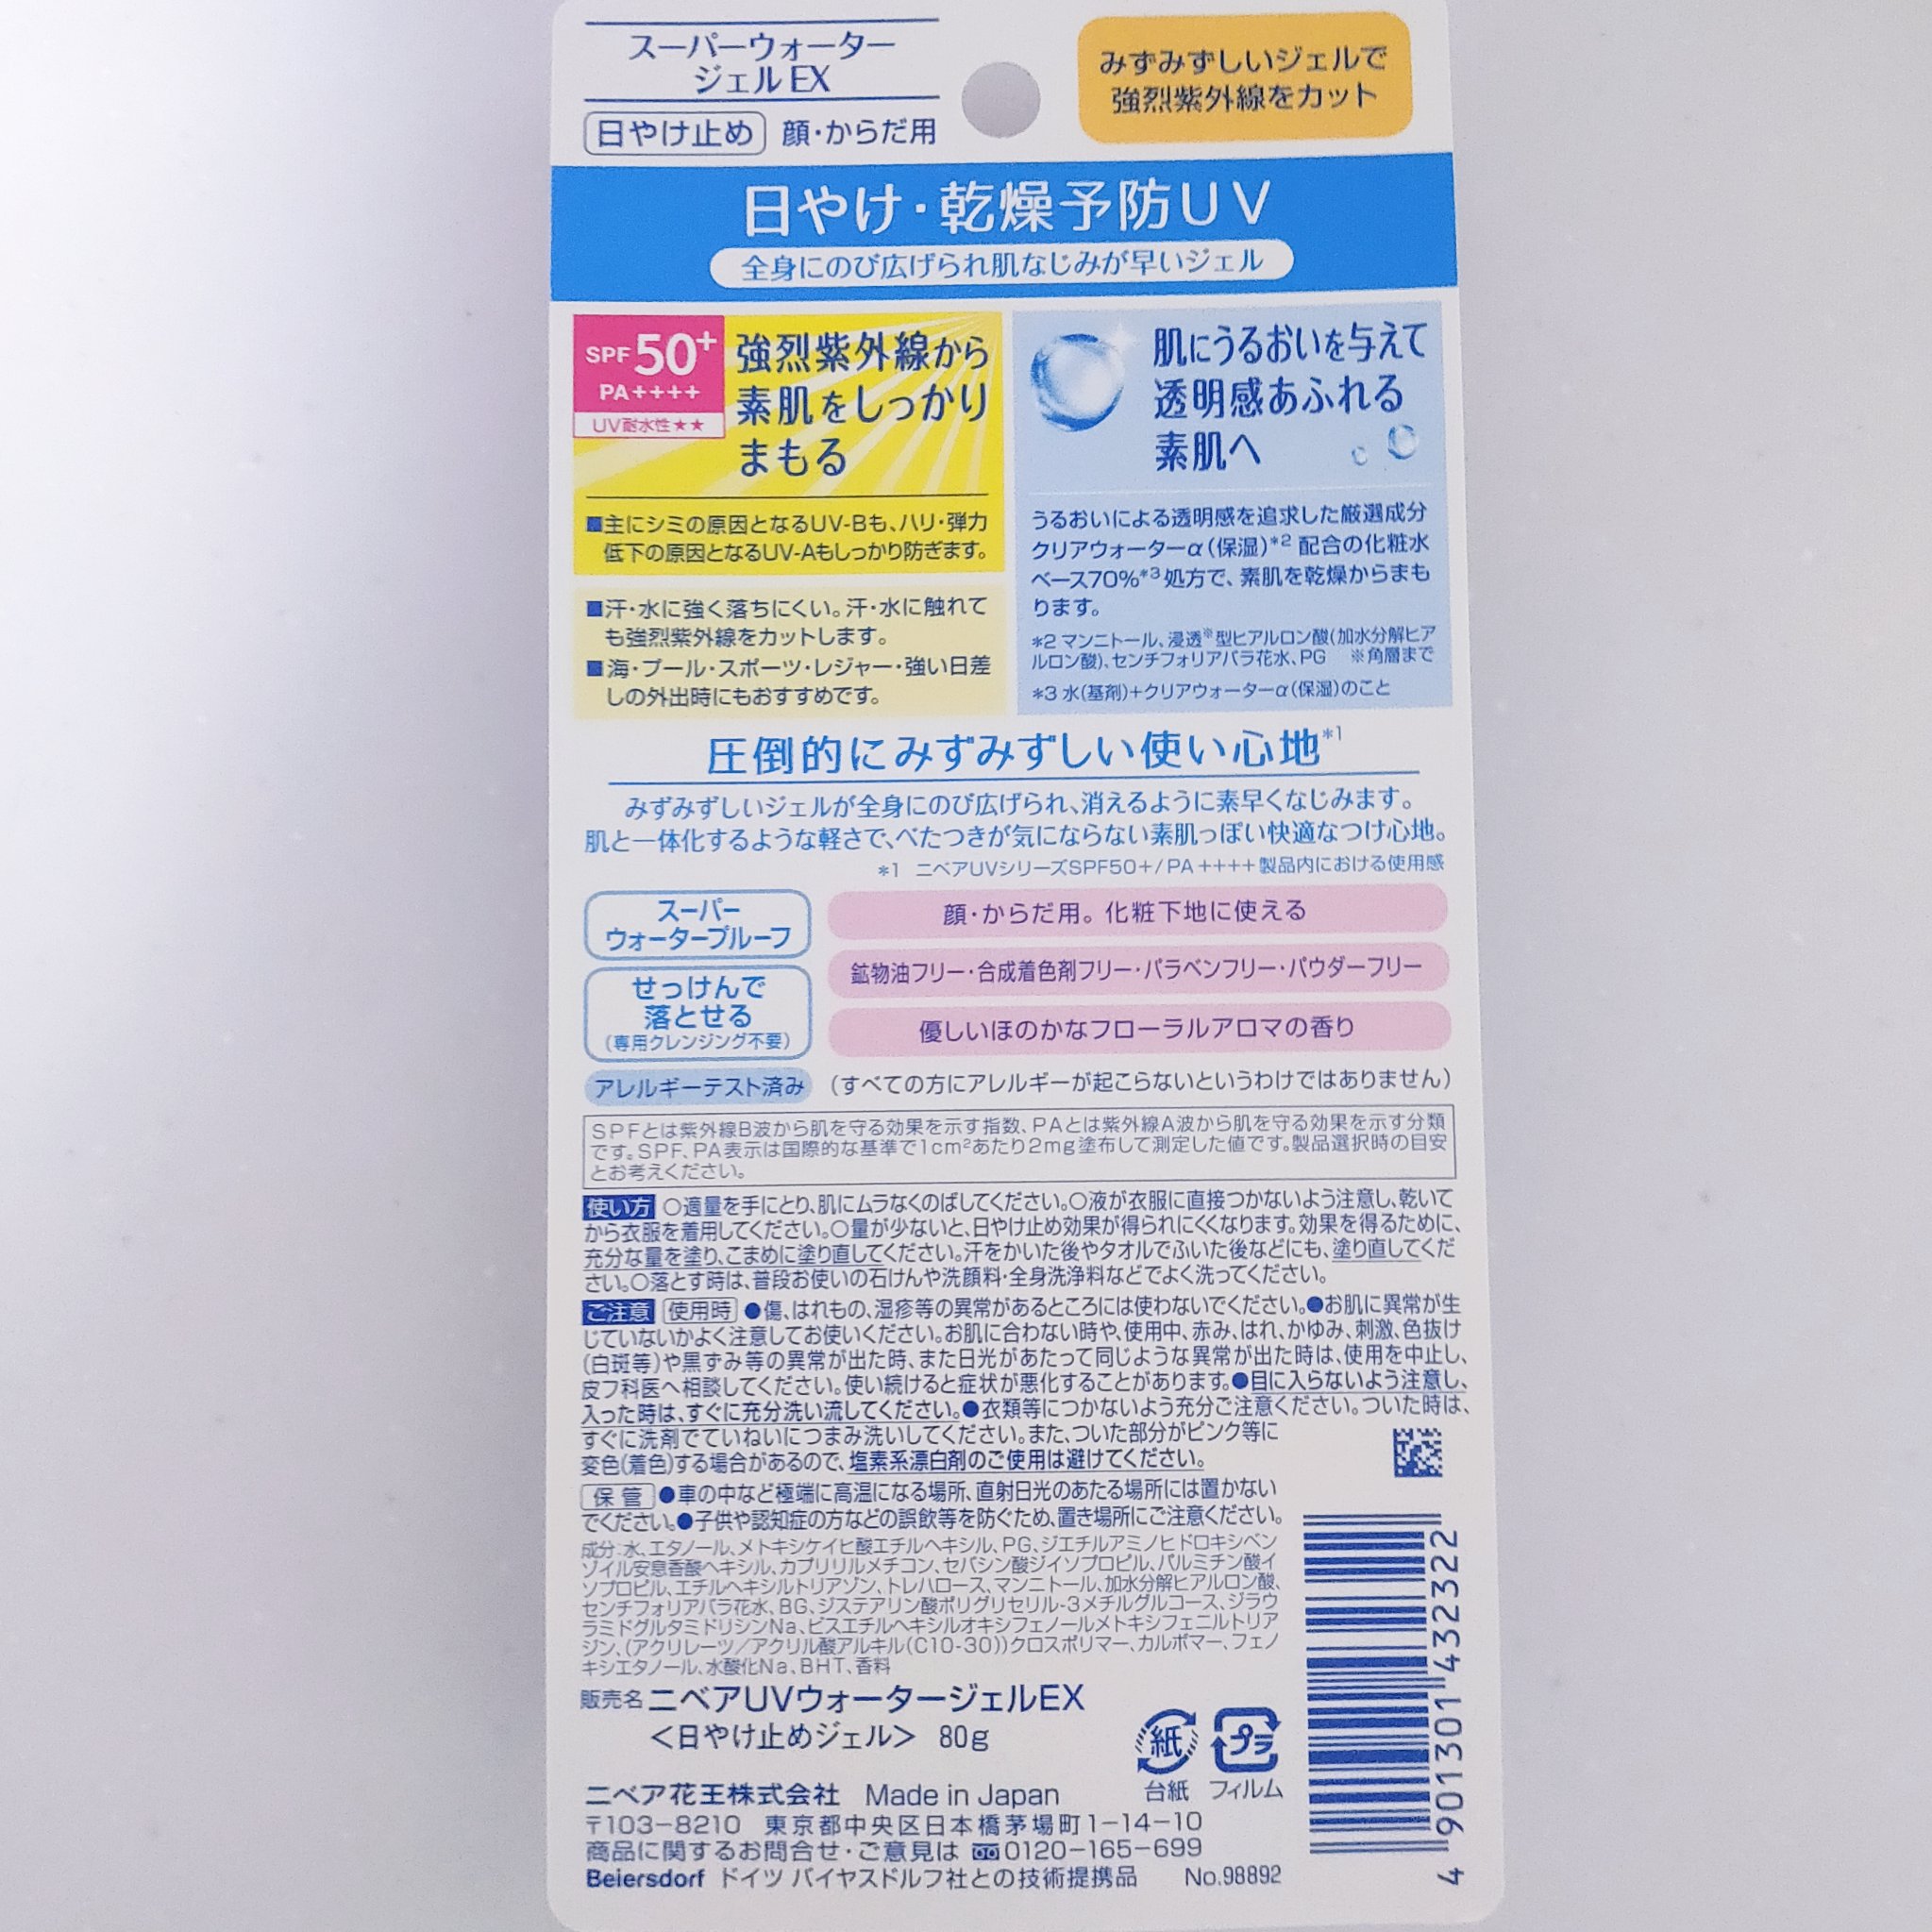 スーパーウォーター
ジェルEX
日やけ止め 顔・からだ用
みずみずしいジェルで
強烈紫外線をカット
日やけ・乾燥予防UV
全身にのび広げられ肌なじみが早いジェル
SPF50+
PA++++
UV耐水性★★
強烈紫外線から
素肌をしっかり
まもる
■主にシミの原因となるUV-Bも、ハリ・弾力
低下の原因となるUV-Aもしっかり防ぎます。
■汗・水に強く落ちにくい。汗・水に触れて
も強烈紫外線をカットします。
■海・プール・スポーツ・レジャー・強い日差
しの外出時にもおすすめです。
肌にうるおいを与えて
透明感あふれる
素肌へ
うるおいによる透明感を追求した厳選成分
クリアウォーターα(保湿)*2 配合の化粧水
ベース70%*3処方で、素肌を乾燥からまも
ります。
*2 マンニトール、浸透※型ヒアルロン酸(加水分解ヒア
ルロン酸)、センチフォリアバラ花水、PG ※角層まで
*3 水(基剤)+クリアウォーターα(保湿)のこと
圧倒的にみずみずしい使い心地*1
みずみずしいジェルが全身にのび広げられ、消えるように素早くなじみます。
肌と一体化するような軽さで、べたつきが気にならない素肌っぽい快適なつけ心地。
*1 ニベアUVシリーズSPF50+/PA++++製品内における使用感
スーパー
ウォータープルーフ
せっけんで
落とせる
(専用クレンジング不要)
顔・からだ用。化粧下地に使える
鉱物油フリー・合成着色剤フリー・パラベンフリー・パウダーフリー
優しいほのかなフローラルアロマの香り
アレルギーテスト済み (すべての方にアレルギーが起こらないというわけではありません)
SPFとは紫外線B波から肌を守る効果を示す指数、PAとは紫外線A波から肌を守る効果を示す分類
です。SPF、PA表示は国際的な基準で1cm²あたり2mg塗布して測定した値です。製品選択時の目安
とお考えください。
使い方 ○適量を手にとり、肌にムラなくのばしてください。○液が衣服に直接つかないよう注意し、乾いて
から衣服を着用してください。○量が少ないと、日やけ止め効果が得られにくくなります。効果を得るために、
充分な量を塗り、こまめに塗り直してください。汗をかいた後やタオルでふいた後などにも、塗り直してくだ
さい。○落とす時は、普段お使いの石けんや洗顔料・全身洗浄料などでよく洗ってください。
ご注意 使用時 ●傷、はれもの、湿疹等の異常があるところには使わないでください。●お肌に異常が生
じていないかよく注意してお使いください。お肌に合わない時や、使用中、赤み、はれ、かゆみ、刺激、色抜け
(白斑等)や黒ずみ等の異常が出た時、また日光があたって同じような異常が出た時は、使用を中止し、
皮フ科医へ相談してください。使い続けると症状が悪化することがあります。●目に入らないよう注意し、
入った時は、すぐに充分洗い流してください。●衣類等につかないよう充分ご注意ください。ついた時は、
すぐに洗剤でていねいにつまみ洗いしてください。また、ついた部分がピンク等に
変色(着色)する場合があるので、塩素系漂白剤のご使用は避けてください。
保管 ●車の中など極端に高温になる場所、直射日光のあたる場所には置かない
でください。●子供や認知症の方などの誤飲等を防ぐため、置き場所にご注意ください。
成分:水、エタノール、メトキシケイヒ酸エチルヘキシル、PG、ジエチルアミノヒドロキシベン
ゾイル安息香酸ヘキシル、カプリリルメチコン、セバシン酸ジイソプロピル、パルミチン酸イ
ソプロピル、エチルヘキシルトリアゾン、トレハロース、マンニトール、加水分解ヒアルロン酸、
センチフォリアバラ花水、BG、ジステアリン酸ポリグリセリル-3メチルグルコース、ジラウ
ラミドグルタミドリシンNa、ビスエチルヘキシルオキシフェノールメトキシフェニルトリア
ジン、(アクリレーツ/アクリル酸アルキル(C10-30))クロスポリマー、カルボマー、フェノ
キシエタノール、水酸化Na、BHT、香料
販売名 ニベアUVウォータージェルEX
<日やけ止めジェル> 80g
紙 プラ
台紙 フィルム
ニベア花王株式会社 Made in Japan
〒103-8210 東京都中央区日本橋茅場町1-14-10
商品に関するお問合せ・ご意見は 0120-165-699
Beiersdorf ドイツ バイヤスドルフ社との技術提携品 No.98892
4 901301 432322